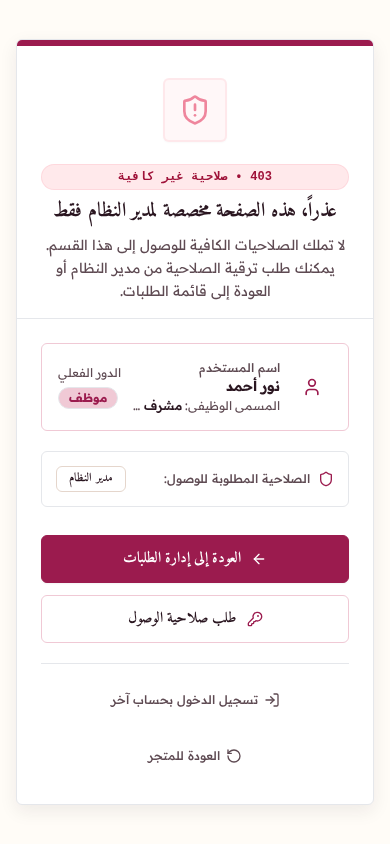 403 • صلاحية غير كافية
عذراً، هذه الصفحة مخصصة لمدير النظام فقط
لا تملك الصلاحيات الكافية للوصول إلى هذا القسم.
يمكنك طلب ترقية الصلاحية من مدير النظام أو
العودة إلى قائمة الطلبات.
اسم المستخدم
نور أحمد
المسمى الوظيفي: مشرف ...
الدور الفعلي
موظف
الصلاحية المطلوبة للوصول:
مدير النظام
العودة إلى إدارة الطلبات
طلب صلاحية الوصول
تسجيل الدخول بحساب آخر
العودة للمتجر